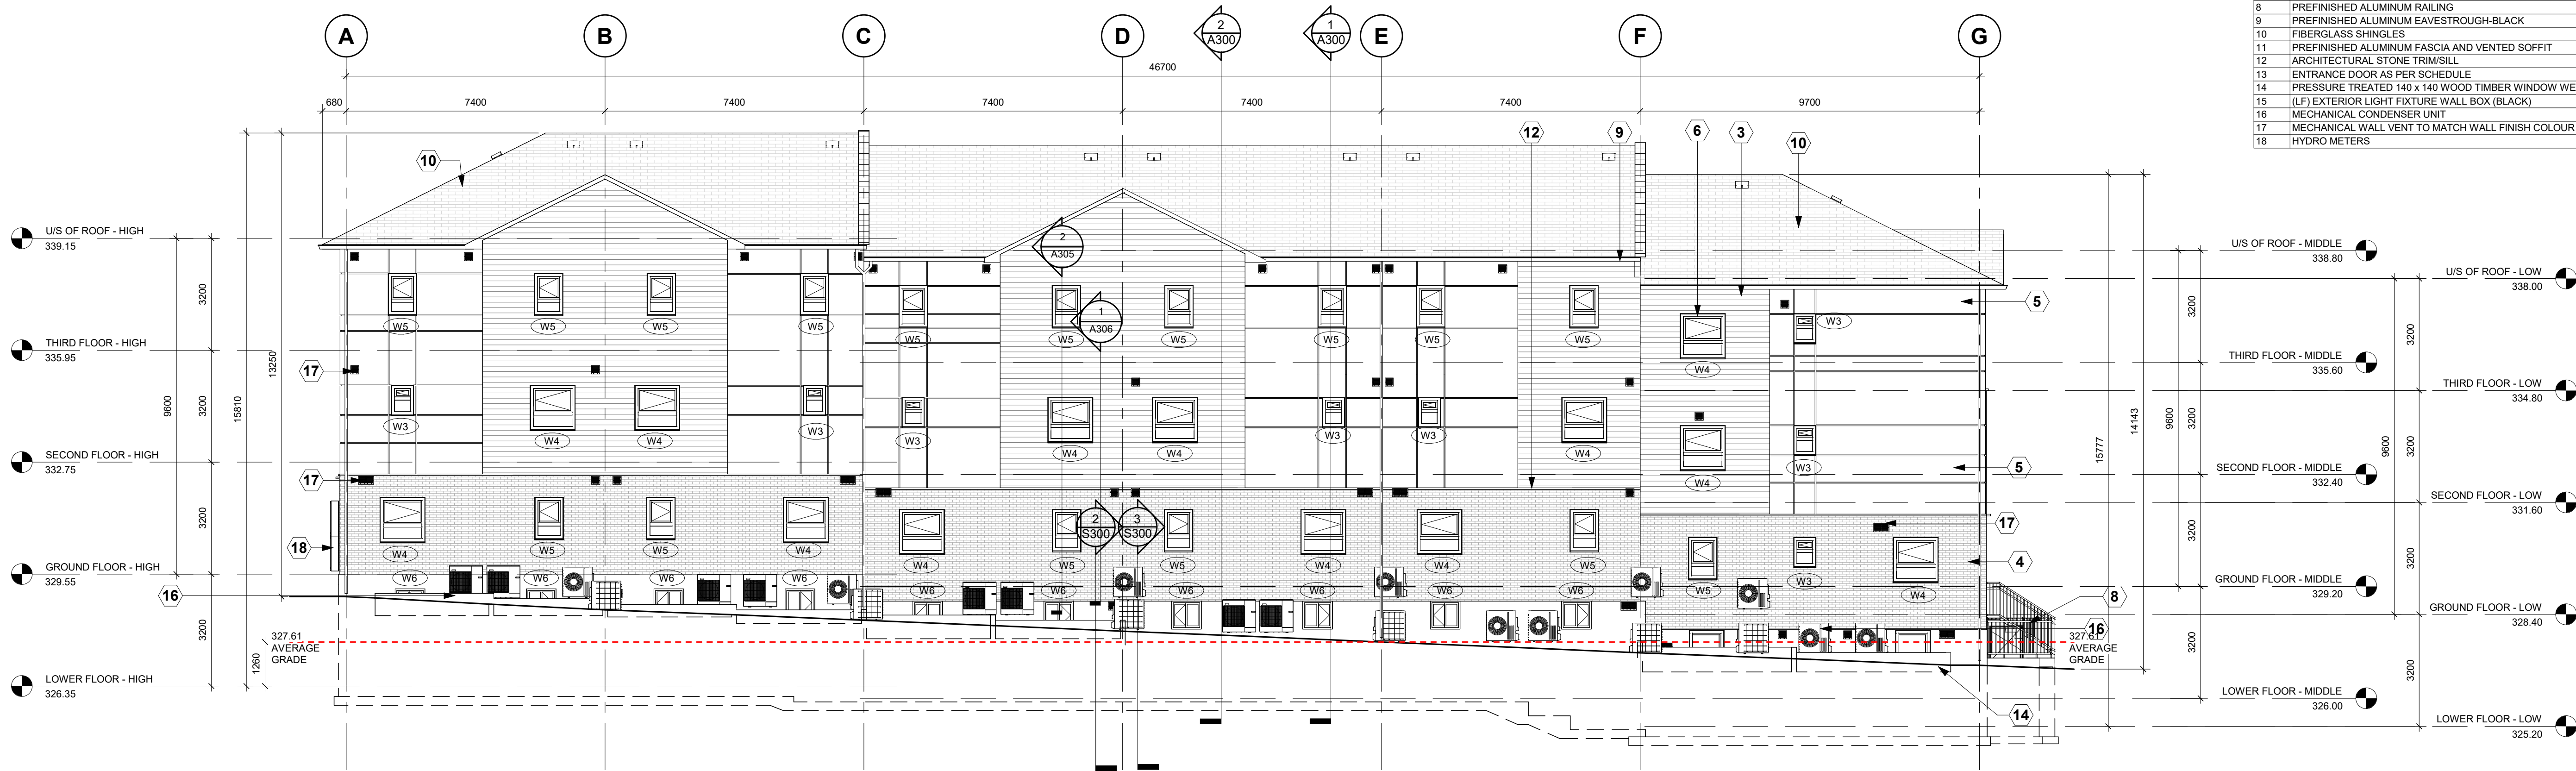 A
B
C
D
2
A300
1
A300
E
F
G
8 PREFINISHED ALUMINUM RAILING
9 PREFINISHED ALUMINUM EAVESTROUGH-BLACK
10 FIBERGLASS SHINGLES
11 PREFINISHED ALUMINUM FASCIA AND VENTED SOFFIT
12 ARCHITECTURAL STONE TRIM/SILL
13 ENTRANCE DOOR AS PER SCHEDULE
14 PRESSURE TREATED 140 x 140 WOOD TIMBER WINDOW WE
15 (LF) EXTERIOR LIGHT FIXTURE WALL BOX (BLACK)
16 MECHANICAL CONDENSER UNIT
17 MECHANICAL WALL VENT TO MATCH WALL FINISH COLOUR
18 HYDRO METERS
46700
680
7400
7400
7400
7400
7400
9700
10
12
9
6
3
10
U/S OF ROOF - HIGH
339.15
THIRD FLOOR - HIGH
335.95
SECOND FLOOR - HIGH
332.75
GROUND FLOOR - HIGH
329.55
LOWER FLOOR - HIGH
326.35
9600
3200
3200
3200
3200
15810
13250
1260
327.61
AVERAGE
GRADE
17
17
18
16
2
A305
1
A306
2
S300
3
S300
W5 W5 W5 W5
W5 W5 W5 W5 W5 W5
W3
W4
W3 W4 W4 W3
W3 W4 W4 W3 W3 W4
W3
W4
W4 W5 W5 W4
W4 W5 W5 W4 W4 W5
W5 W3 W4
W6 W6 W6 W6
W6 W6 W6 W6 W6 W6
5
5
17
4
8
16
14
327.61
AVERAGE
GRADE
15777
14143
9600
3200
3200
3200
3200
9600
3200
3200
3200
3200
U/S OF ROOF - MIDDLE
338.80
U/S OF ROOF - LOW
338.00
THIRD FLOOR - MIDDLE
335.60
THIRD FLOOR - LOW
334.80
SECOND FLOOR - MIDDLE
332.40
SECOND FLOOR - LOW
331.60
GROUND FLOOR - MIDDLE
329.20
GROUND FLOOR - LOW
328.40
LOWER FLOOR - MIDDLE
326.00
LOWER FLOOR - LOW
325.20